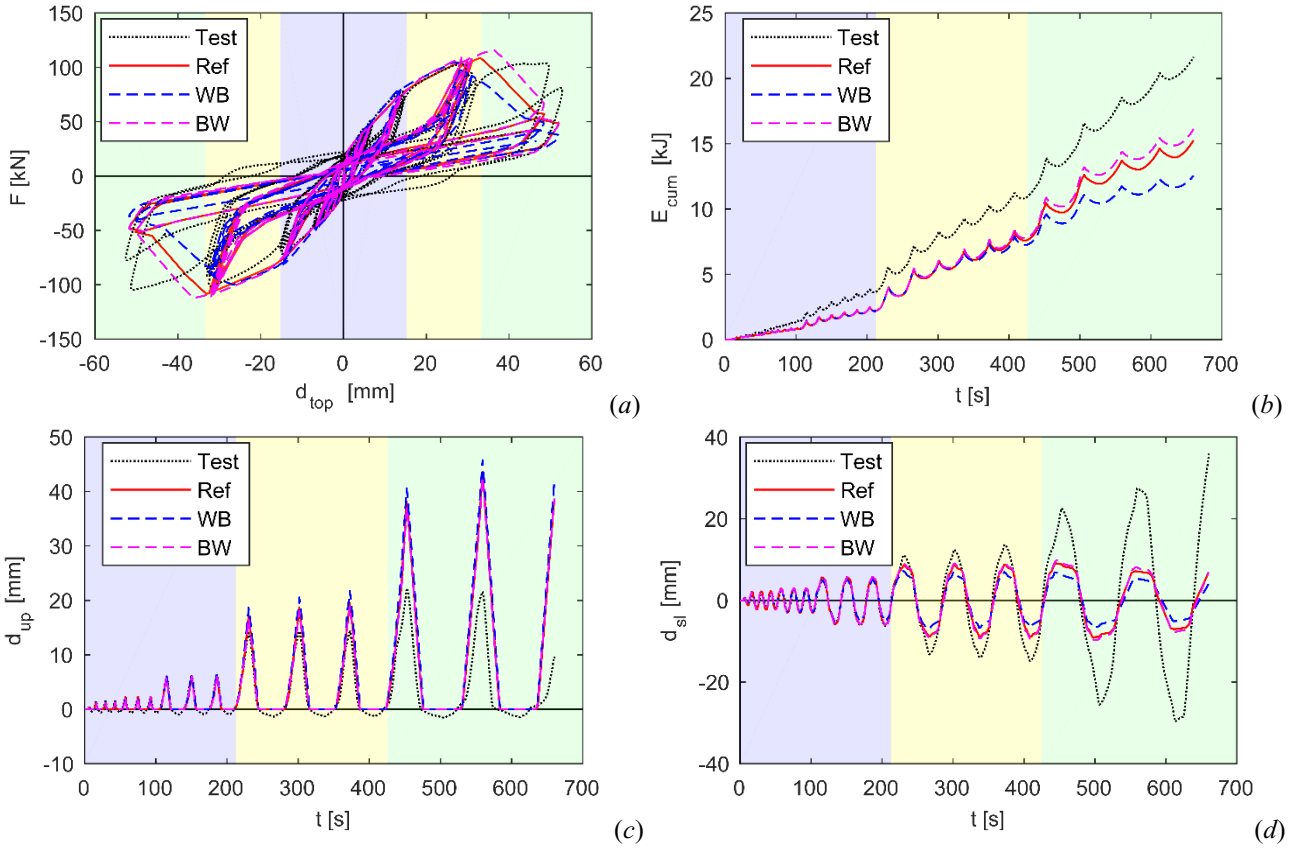 150
100
50
0
-50
-100
-150
F [kN]
Test
Ref
WB
BW
-60 -40 -20 0 20 40 60
d_top [mm]
(a)
25
20
15
10
5
0
E_cum [kJ]
Test
Ref
WB
BW
0 100 200 300 400 500 600 700
t [s]
(b)
50
40
30
20
10
0
-10
d_up [mm]
Test
Ref
WB
BW
0 100 200 300 400 500 600 700
t [s]
(c)
40
20
0
-20
-40
d_sl [mm]
Test
Ref
WB
BW
0 100 200 300 400 500 600 700
t [s]
(d)